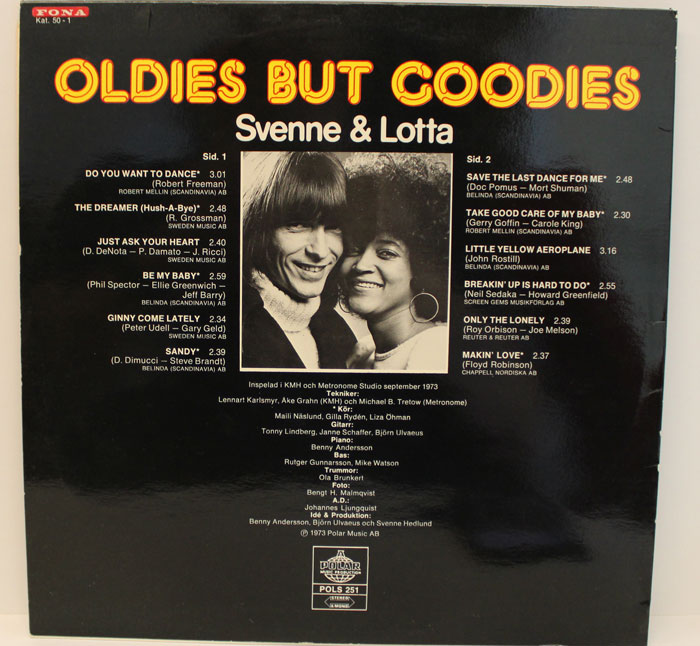 FONA
Kat. 50-1
OLDIES BUT GOODIES
Svenne & Lotta
Sid. 1
DO YOU WANT TO DANCE* 3.01
(Robert Freeman)
ROBERT MELLIN (SCANDINAVIA) AB
THE DREAMER (Hush-A-Bye)* 2.48
(R. Grossman)
SWEDEN MUSIC AB
JUST ASK YOUR HEART 2.40
(D. DeNota – P. Damato – J. Ricci)
SWEDEN MUSIC AB
BE MY BABY* 2.59
(Phil Spector – Ellie Greenwich –
Jeff Barry)
BELINDA (SCANDINAVIA) AB
GINNY COME LATELY 2.34
(Peter Udell – Gary Geld)
SWEDEN MUSIC AB
SANDY* 2.39
(D. Dimucci – Steve Brandt)
BELINDA (SCANDINAVIA) AB
Sid. 2
SAVE THE LAST DANCE FOR ME* 2.48
(Doc Pomus – Mort Shuman)
BELINDA (SCANDINAVIA) AB
TAKE GOOD CARE OF MY BABY* 2.30
(Gerry Goffin – Carole King)
ROBERT MELLIN (SCANDINAVIA) AB
LITTLE YELLOW AEROPLANE 3.16
(John Rostill)
BELINDA (SCANDINAVIA) AB
BREAKIN' UP IS HARD TO DO* 2.55
(Neil Sedaka – Howard Greenfield)
SCREEN GEMS MUSIKFORLAG AB
ONLY THE LONELY 2.39
(Roy Orbison – Joe Melson)
REUTER & REUTER AB
MAKIN' LOVE* 2.37
(Floyd Robinson)
CHAPPELL NORDISKA AB
Inspelad i KMH och Metronome Studio september 1973
Tekniker:
Lennart Karlsmyr, Åke Grahn (KMH) och Michael B. Tretow (Metronome)
* Kör:
Maili Näslund, Gilla Rydén, Liza Öhman
Gitarr:
Tonny Lindberg, Janne Schaffer, Björn Ulvaeus
Piano:
Benny Andersson
Bas:
Rutger Gunnarsson, Mike Watson
Trummor:
Ola Brunkert
Foto:
Bengt H. Malmqvist
A.D.:
Johannes Ljungquist
Idé & Produktion:
Benny Andersson, Björn Ulvaeus och Svenne Hedlund
Ⓟ 1973 Polar Music AB
POLAR
MUSIC PRODUCTION
POLS 251
STEREO
& MONO